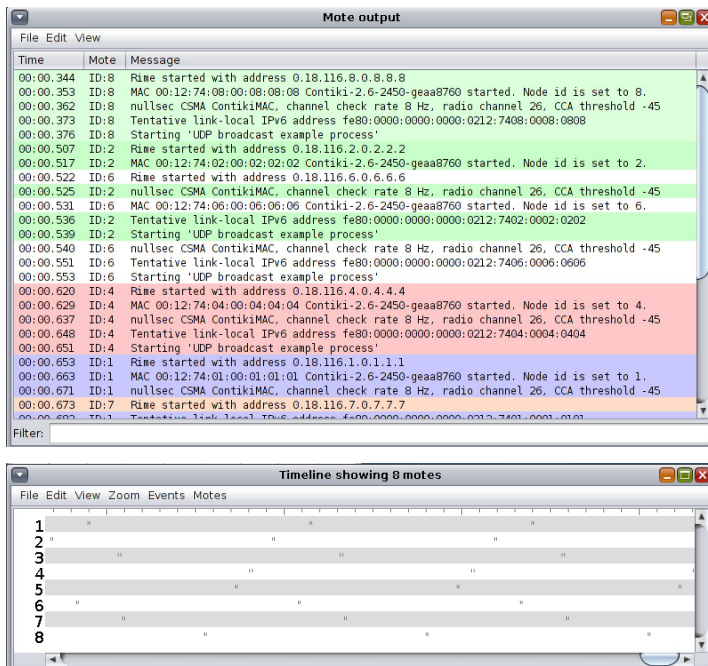 Mote output
File Edit View
Time Mote Message
00:00.344 ID:8 Rime started with address 0.18.116.8.0.8.8.8
00:00.353 ID:8 MAC 00:12:74:08:00:08:08:08 Contiki-2.6-2450-geaa8760 started. Node id is set to 8.
00:00.362 ID:8 nullsec CSMA ContikiMAC, channel check rate 8 Hz, radio channel 26, CCA threshold -45
00:00.373 ID:8 Tentative link-local IPv6 address fe80:0000:0000:0000:0212:7408:0008:0808
00:00.376 ID:8 Starting 'UDP broadcast example process'
00:00.507 ID:2 Rime started with address 0.18.116.2.0.2.2.2
00:00.517 ID:2 MAC 00:12:74:02:00:02:02:02 Contiki-2.6-2450-geaa8760 started. Node id is set to 2.
00:00.522 ID:6 Rime started with address 0.18.116.6.0.6.6.6
00:00.525 ID:2 nullsec CSMA ContikiMAC, channel check rate 8 Hz, radio channel 26, CCA threshold -45
00:00.531 ID:6 MAC 00:12:74:06:00:06:06:06 Contiki-2.6-2450-geaa8760 started. Node id is set to 6.
00:00.536 ID:2 Tentative link-local IPv6 address fe80:0000:0000:0000:0212:7402:0002:0202
00:00.539 ID:2 Starting 'UDP broadcast example process'
00:00.540 ID:6 nullsec CSMA ContikiMAC, channel check rate 8 Hz, radio channel 26, CCA threshold -45
00:00.551 ID:6 Tentative link-local IPv6 address fe80:0000:0000:0000:0212:7406:0006:0606
00:00.553 ID:6 Starting 'UDP broadcast example process'
00:00.620 ID:4 Rime started with address 0.18.116.4.0.4.4.4
00:00.629 ID:4 MAC 00:12:74:04:00:04:04:04 Contiki-2.6-2450-geaa8760 started. Node id is set to 4.
00:00.637 ID:4 nullsec CSMA ContikiMAC, channel check rate 8 Hz, radio channel 26, CCA threshold -45
00:00.648 ID:4 Tentative link-local IPv6 address fe80:0000:0000:0000:0212:7404:0004:0404
00:00.651 ID:4 Starting 'UDP broadcast example process'
00:00.653 ID:1 Rime started with address 0.18.116.1.0.1.1.1
00:00.663 ID:1 MAC 00:12:74:01:00:01:01:01 Contiki-2.6-2450-geaa8760 started. Node id is set to 1.
00:00.671 ID:1 nullsec CSMA ContikiMAC, channel check rate 8 Hz, radio channel 26, CCA threshold -45
00:00.673 ID:7 Rime started with address 0.18.116.7.0.7.7.7
00:00.682 ID:1 Tentative link-local IPv6 address fe80:0000:0000:0000:0212:7401:0001:0101
Filter:
Timeline showing 8 motes
File Edit View Zoom Events Motes
1
2
3
4
5
6
7
8